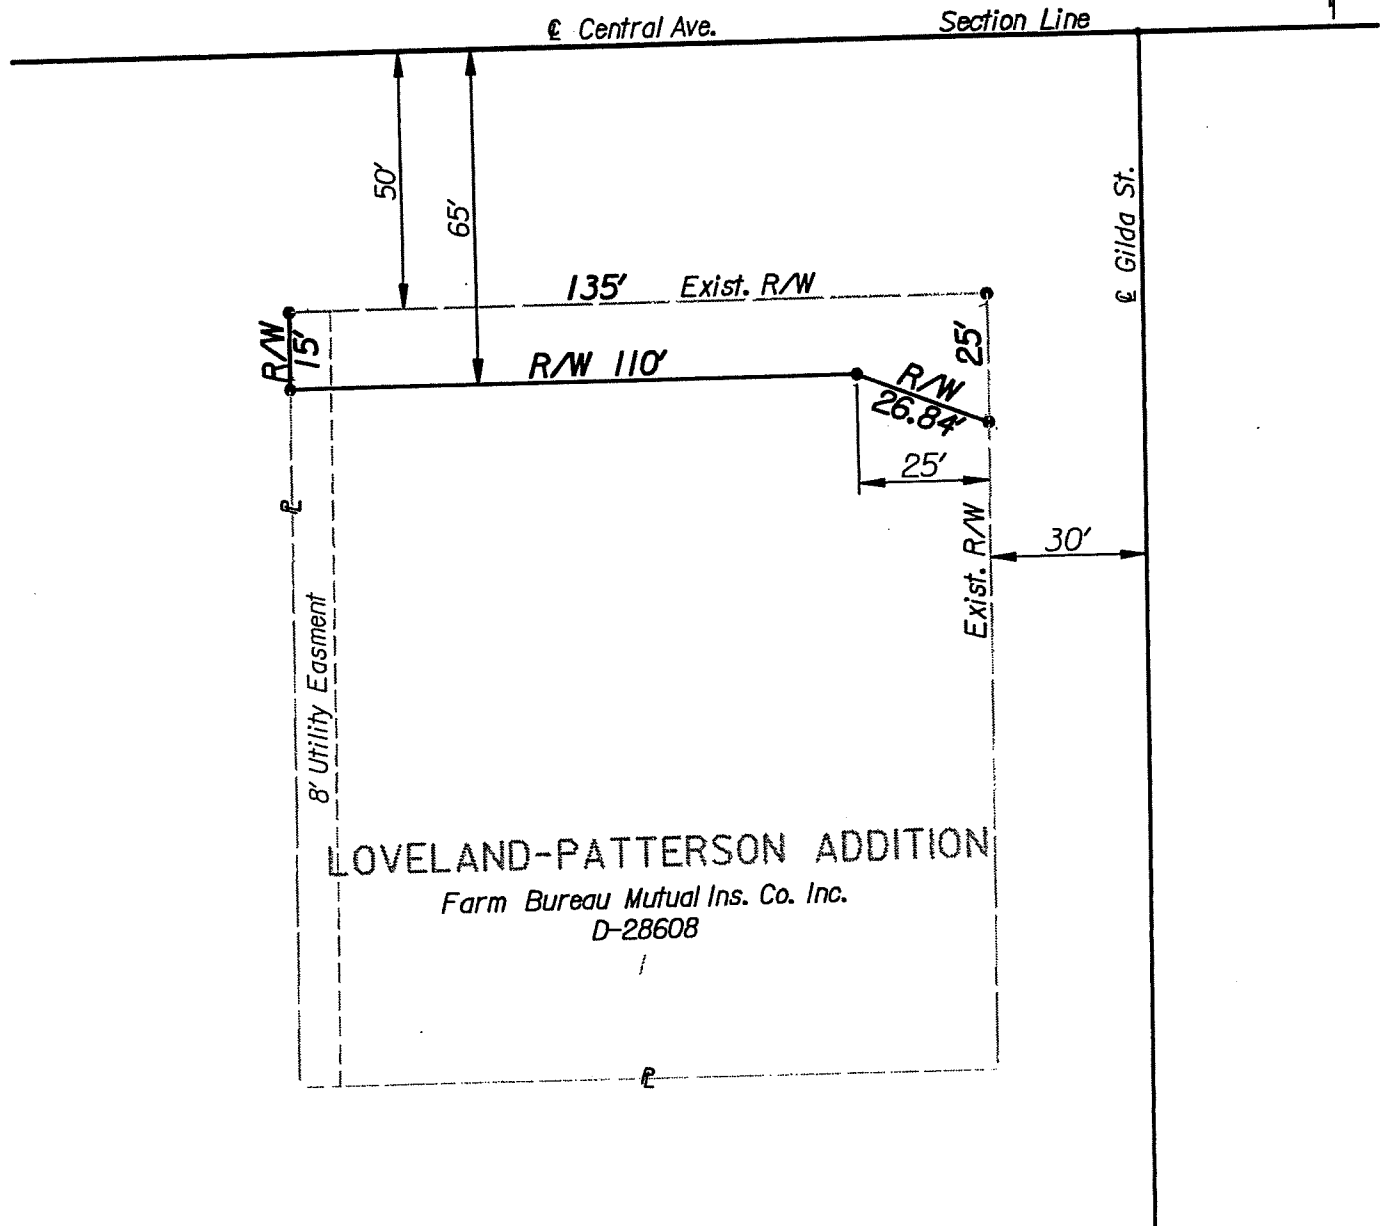 ℄ Central Ave.
Section Line
50'
65'
℄ Gilda St.
135' Exist. R/W
R/W
15'
R/W 110'
R/W
26.84'
25'
25'
Exist. R/W
30'
℄
8' Utility Easment
LOVELAND-PATTERSON ADDITION
Farm Bureau Mutual Ins. Co. Inc.
D-28608
1